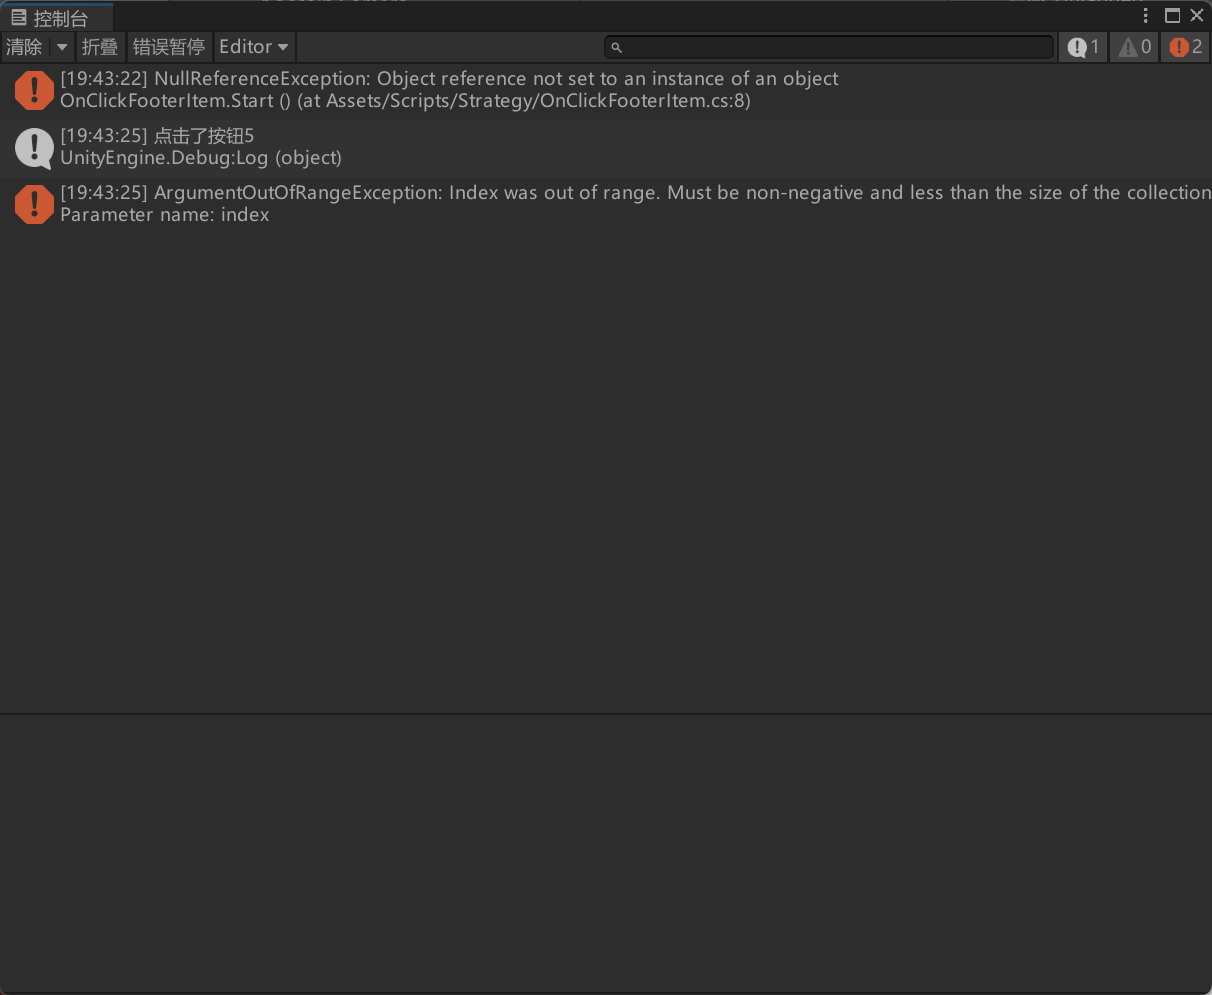 控制台
清除 折叠 错误暂停 Editor 1 0 2
[19:43:22] NullReferenceException: Object reference not set to an instance of an object
OnClickFooterItem.Start () (at Assets/Scripts/Strategy/OnClickFooterItem.cs:8)
[19:43:25] 点击了按钮5
UnityEngine.Debug:Log (object)
[19:43:25] ArgumentOutOfRangeException: Index was out of range. Must be non-negative and less than the size of the collection
Parameter name: index